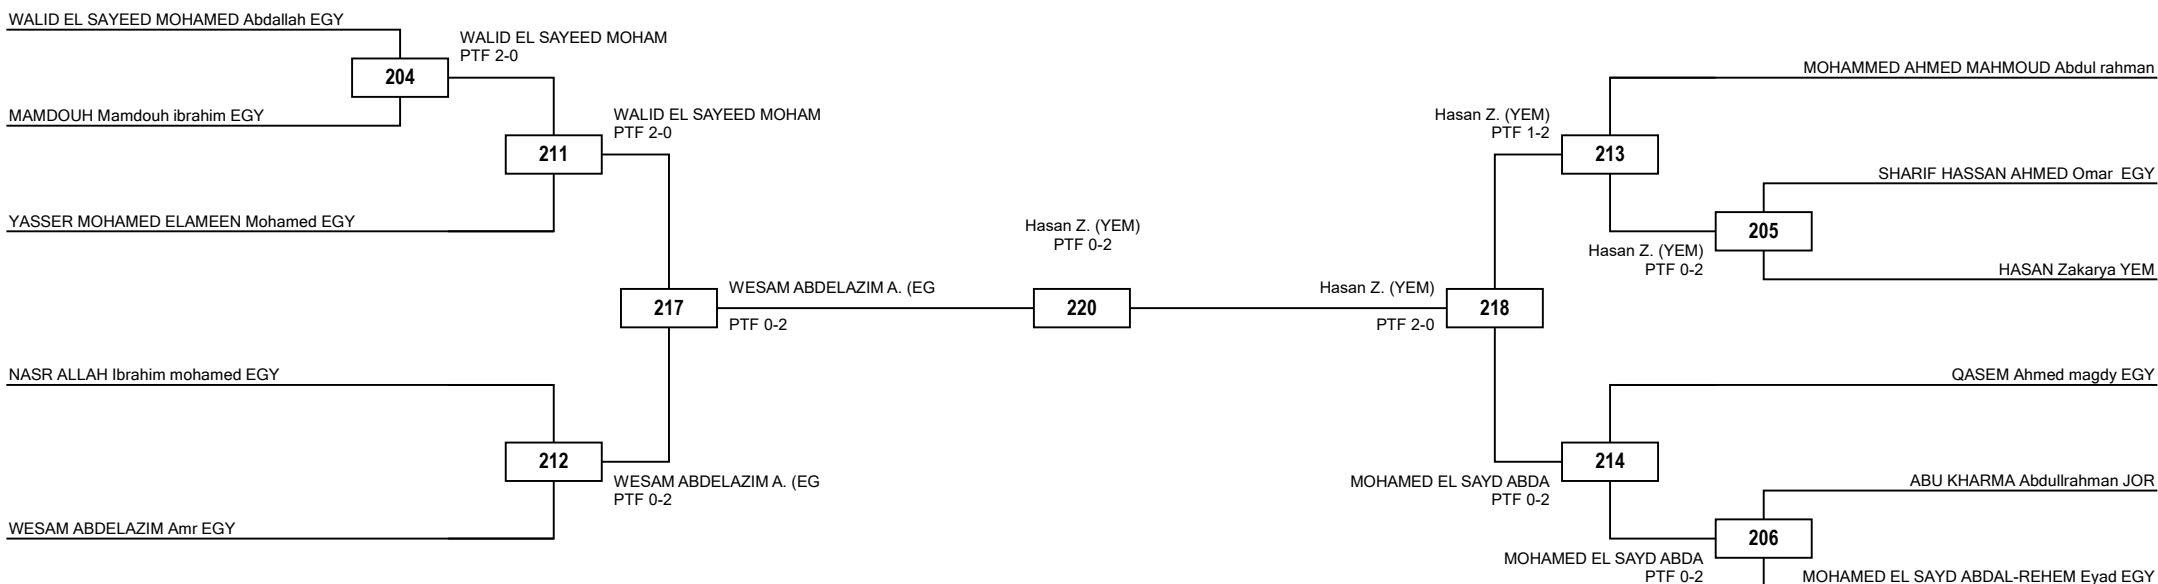 WALID EL SAYEED MOHAMED Abdallah EGY
WALID EL SAYEED MOHAM
PTF 2-0
204
MAMDOUH Mamdouh ibrahim EGY
WALID EL SAYEED MOHAM
PTF 2-0
211
YASSER MOHAMED ELAMEEN Mohamed EGY
217
WESAM ABDELAZIM A. (EG
PTF 0-2
NASR ALLAH Ibrahim mohamed EGY
212
WESAM ABDELAZIM A. (EG
PTF 0-2
WESAM ABDELAZIM Amr EGY
Hasan Z. (YEM)
PTF 0-2
220
MOHAMMED AHMED MAHMOUD Abdul rahman
Hasan Z. (YEM)
PTF 1-2
213
SHARIF HASSAN AHMED Omar  EGY
205
Hasan Z. (YEM)
PTF 0-2
HASAN Zakarya YEM
Hasan Z. (YEM)
PTF 2-0
218
QASEM Ahmed magdy EGY
214
MOHAMED EL SAYD ABDA
PTF 0-2
ABU KHARMA Abdullrahman JOR
206
MOHAMED EL SAYD ABDA
PTF 0-2
MOHAMED EL SAYD ABDAL-REHEM Eyad EGY